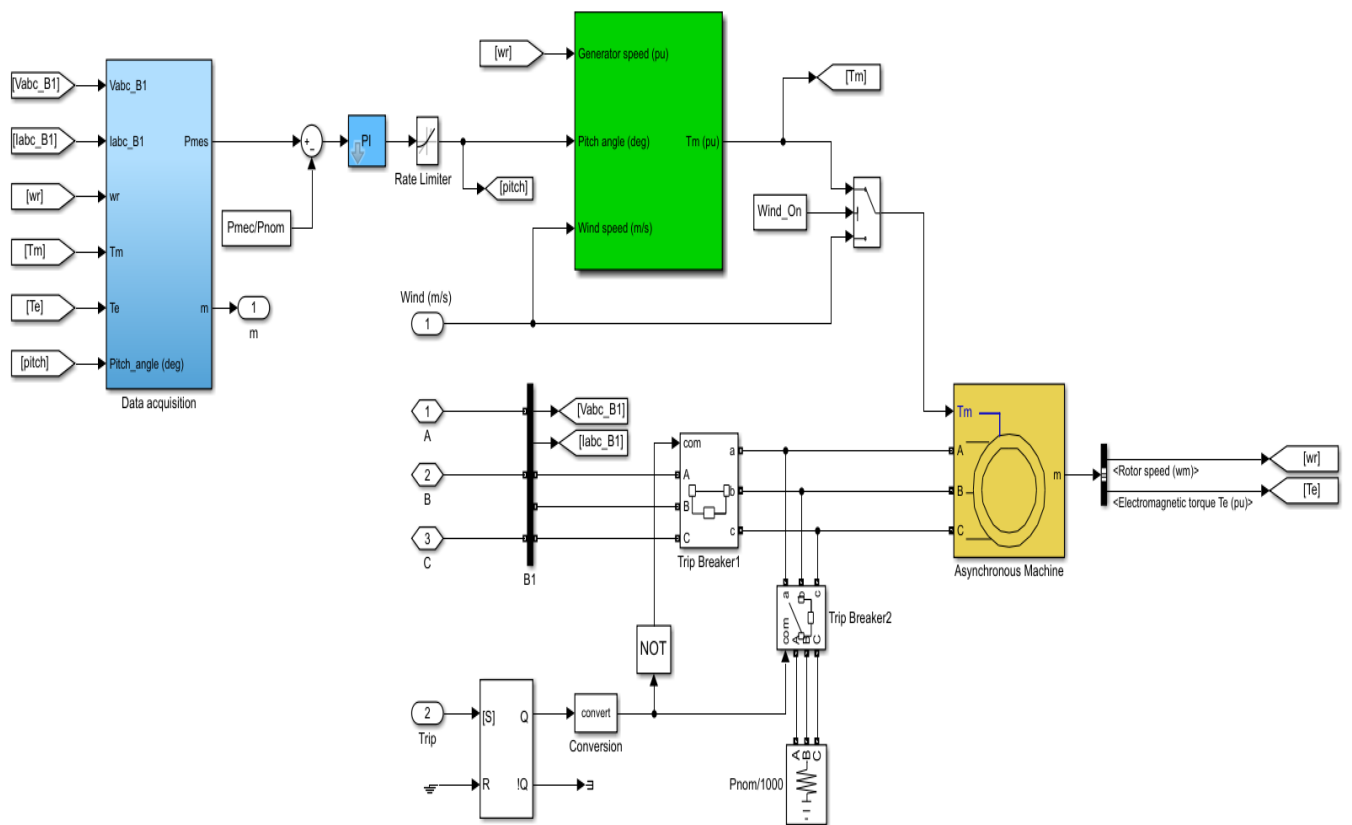 [Vabc_B1]
[Iabc_B1]
[wr]
[Tm]
[Te]
[pitch]
Vabc_B1
Iabc_B1
wr
Tm
Te
Pitch_angle (deg)
Pmes
m
Data acquisition
1
m
Pmec/Pnom
+
-
PI
Rate Limiter
[pitch]
[wr]
Generator speed (pu)
Pitch angle (deg)
Wind speed (m/s)
Tm (pu)
[Tm]
Wind_On
Wind (m/s)
1
1
A
2
B
3
C
B1
[Vabc_B1]
[Iabc_B1]
com
A
B
C
a
b
c
Trip Breaker1
Tm
A
B
C
m
Asynchronous Machine
<Rotor speed (wm)>
<Electromagnetic torque Te (pu)>
[wr]
[Te]
a
b
c
com
A
B
C
Trip Breaker2
NOT
2
Trip
[S]
R
Q
!Q
convert
Conversion
A
B
C
Pnom/1000